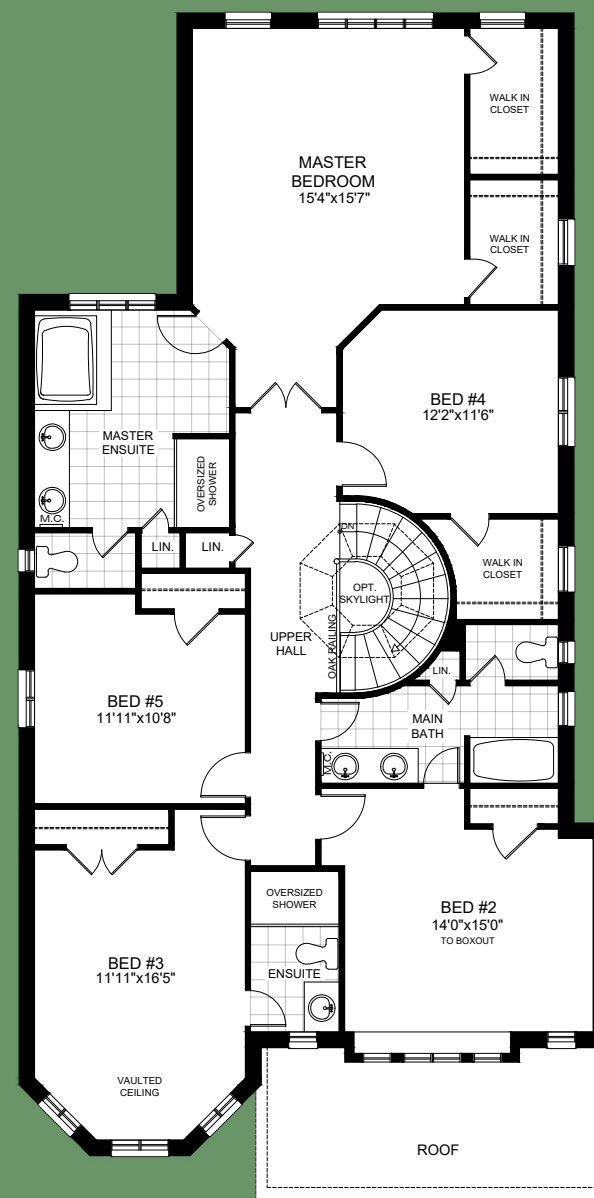 WALK IN
CLOSET
MASTER
BEDROOM
15'4"x15'7"
WALK IN
CLOSET
BED #4
12'2"x11'6"
MASTER
ENSUITE
OVERSIZED
SHOWER
M.C.
LIN.
LIN.
DN
OPT.
SKYLIGHT
WALK IN
CLOSET
UPPER
HALL
OAK RAILING
LIN.
BED #5
11'11"x10'8"
MAIN
BATH
M.C.
OVERSIZED
SHOWER
BED #2
14'0"x15'0"
TO BOXOUT
BED #3
11'11"x16'5"
ENSUITE
VAULTED
CEILING
ROOF